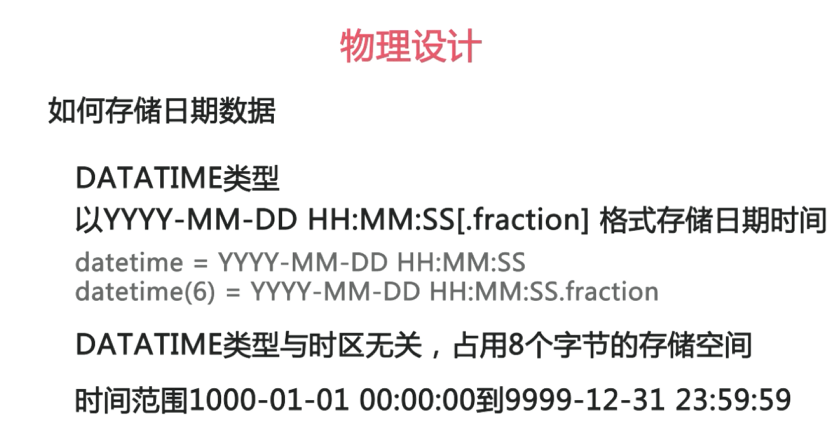 物理设计
如何存储日期数据
DATATIME类型
以YYYY-MM-DD HH:MM:SS[.fraction] 格式存储日期时间
datetime = YYYY-MM-DD HH:MM:SS
datetime(6) = YYYY-MM-DD HH:MM:SS.fraction
DATATIME类型与时区无关，占用8个字节的存储空间
时间范围1000-01-01 00:00:00到9999-12-31 23:59:59